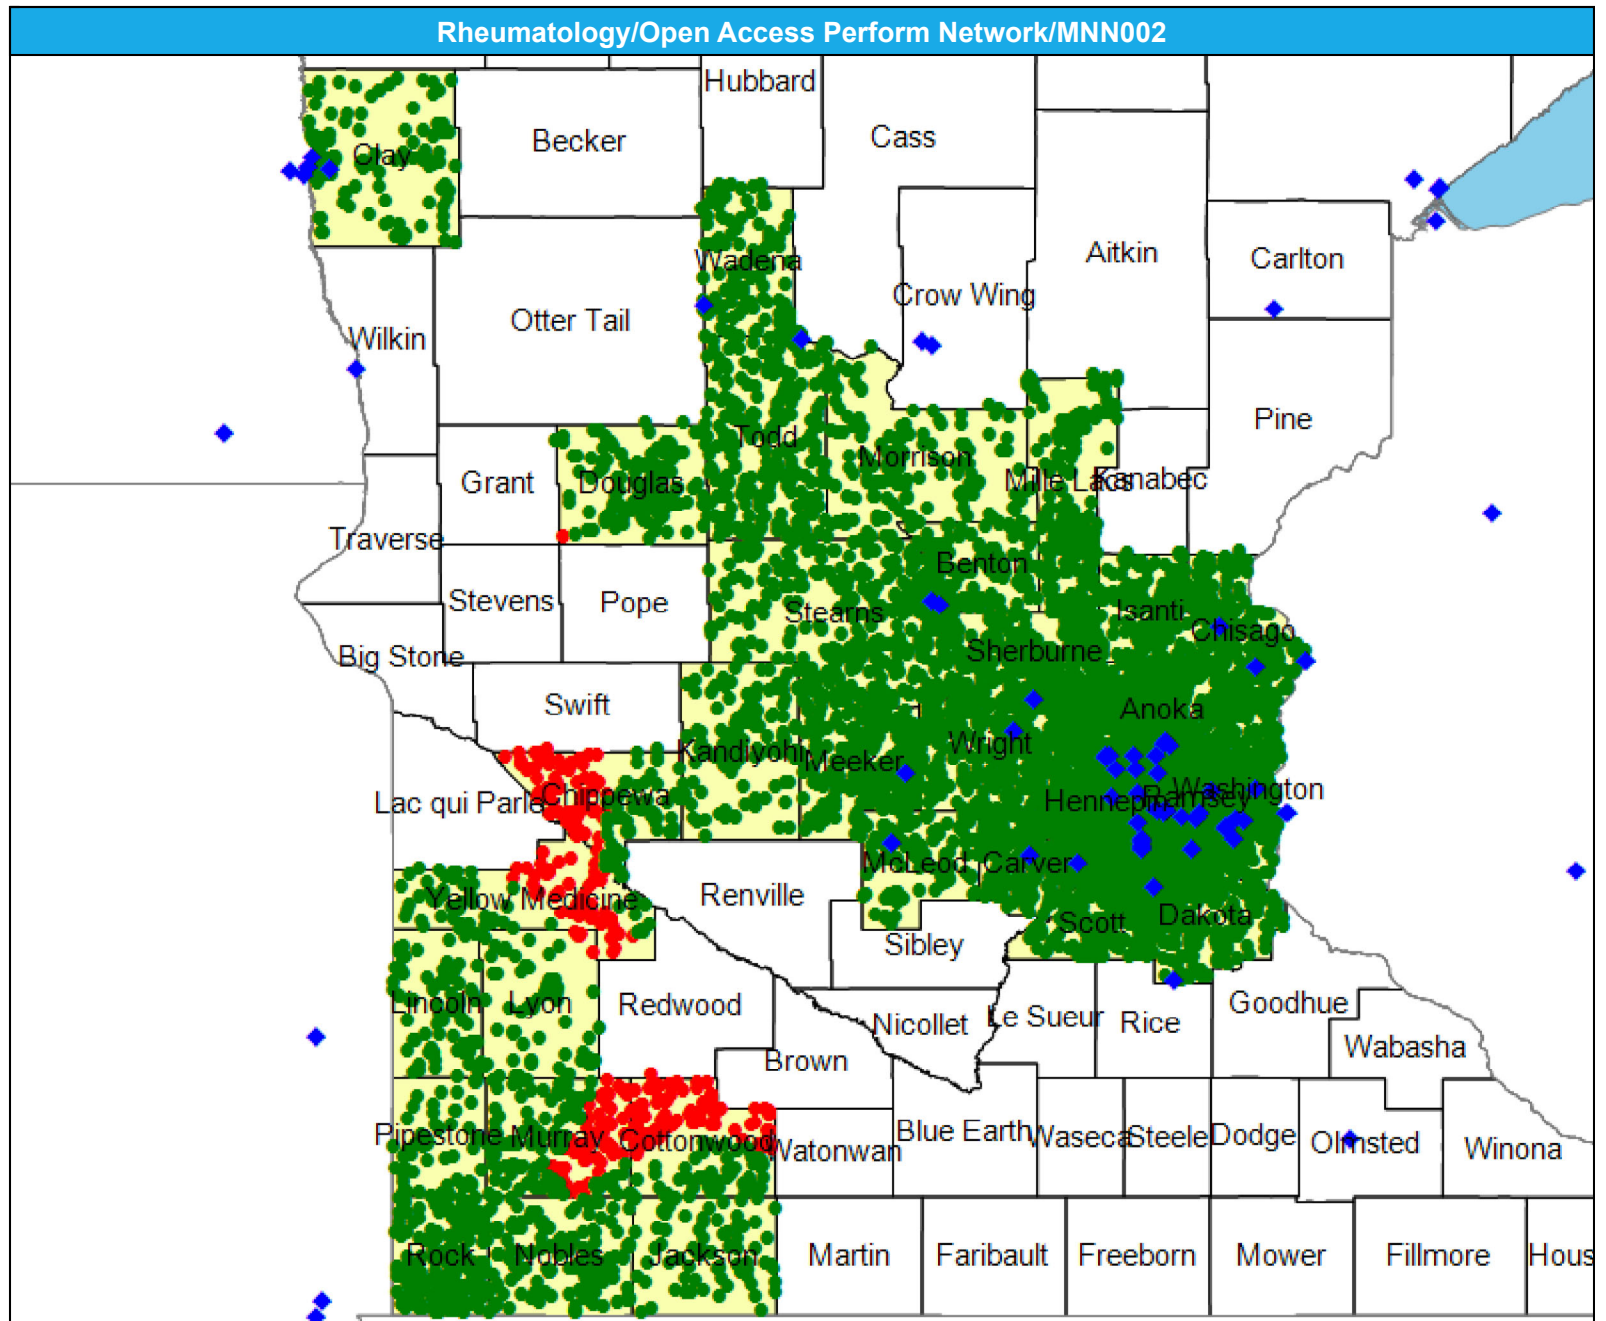 Rheumatology/Open Access Perform Network/MNN002
Hubbard
Becker
Cass
Clay
Aitkin
Carlton
Wadena
Crow Wing
Otter Tail
Wilkin
Pine
Todd
Morrison
Grant
Douglas
Mille Lacs
Kanabec
Traverse
Benton
Stevens
Pope
Stearns
Isanti
Chisago
Sherburne
Big Stone
Swift
Anoka
Wright
Kandiyohi
Meeker
Lac qui Parle
Chippewa
Hennepin
Ramsey
Washington
McLeod
Carver
Yellow Medicine
Renville
Scott
Dakota
Sibley
Lincoln
Lyon
Redwood
Nicollet
Le Sueur
Rice
Goodhue
Brown
Wabasha
Pipestone
Murray
Cottonwood
Watonwan
Blue Earth
Waseca
Steele
Dodge
Olmsted
Winona
Rock
Nobles
Jackson
Martin
Faribault
Freeborn
Mower
Fillmore
Hous